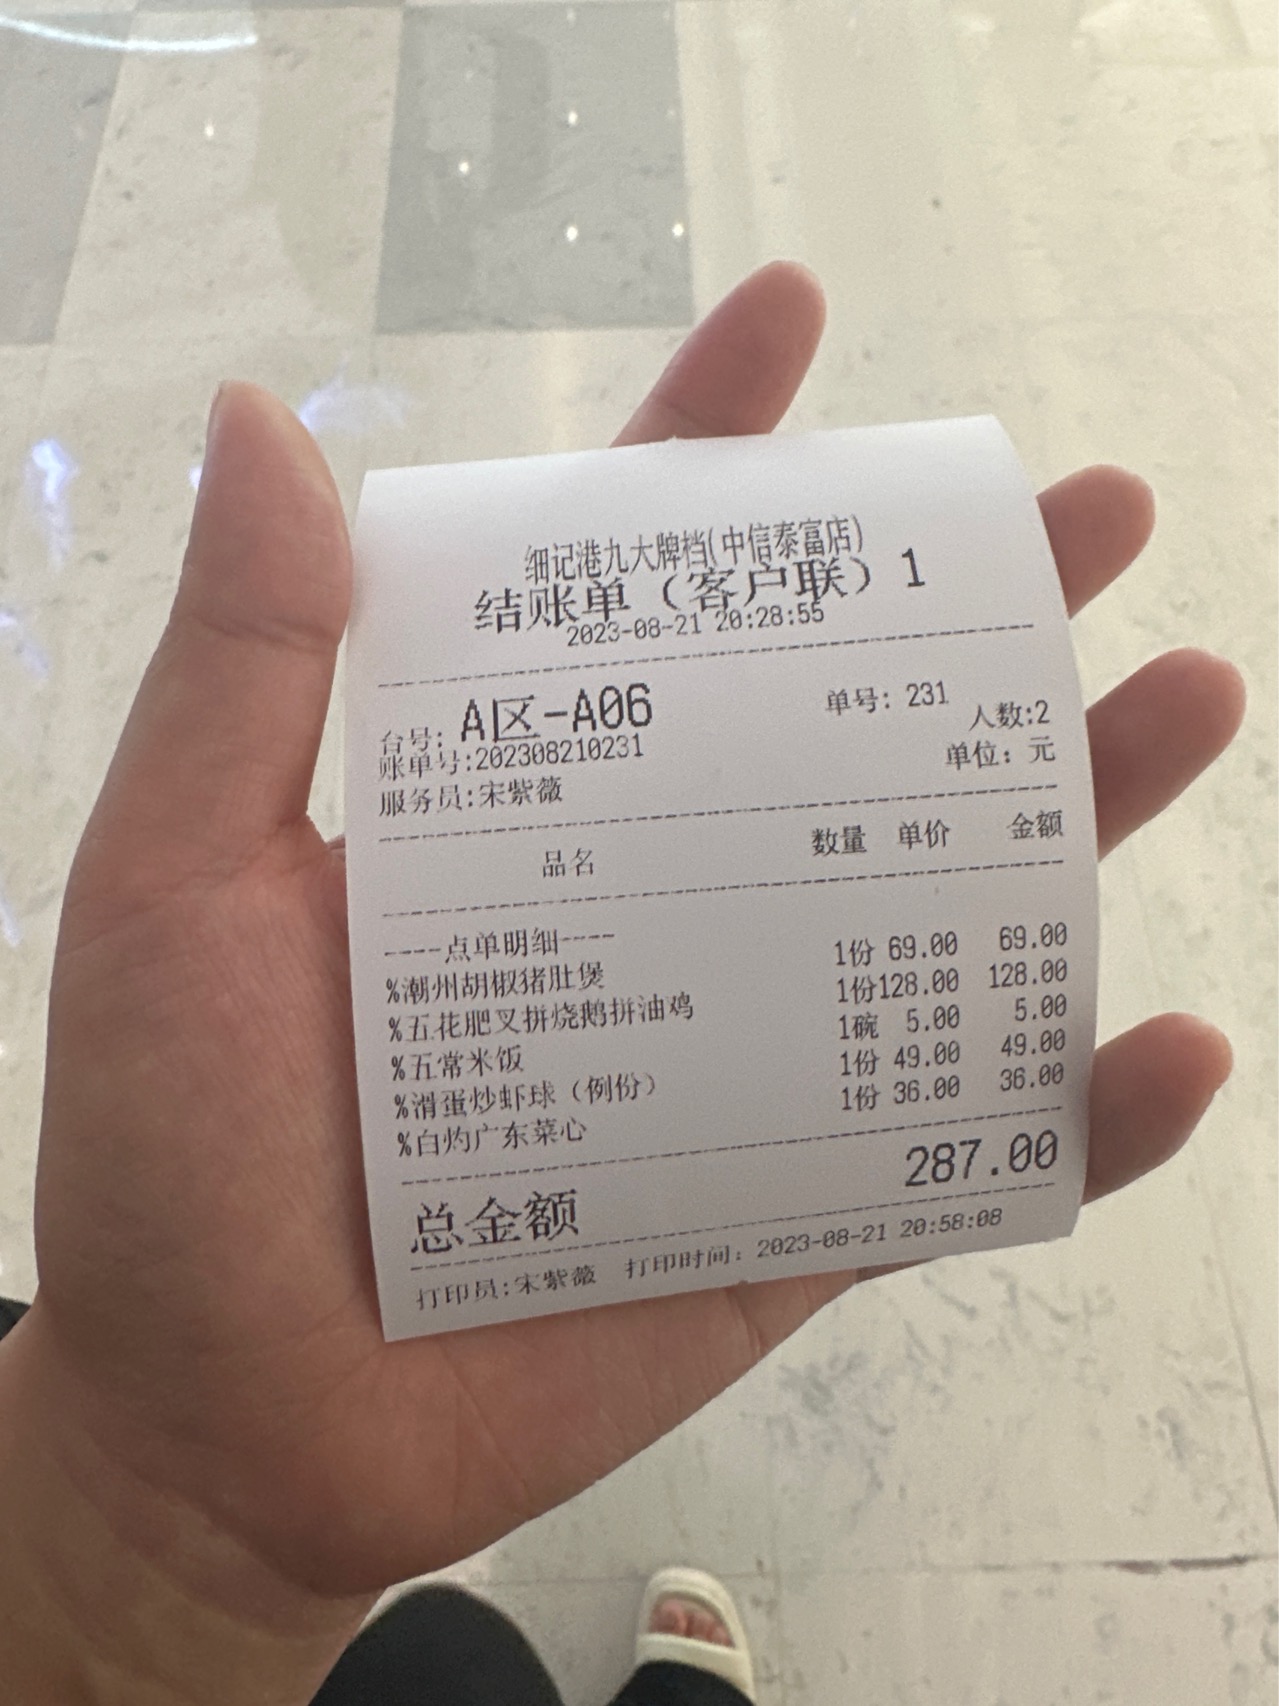 细记港九大牌档(中信泰富店)
结账单（客户联）1
2023-08-21 20:28:55
台号: A区-A06 单号: 231
人数:2
账单号:202308210231
单位: 元
服务员:宋紫薇
品名 数量 单价 金额
----点单明细----
%潮州胡椒猪肚煲 1份 69.00 69.00
%五花肥叉拼烧鹅拼油鸡 1份128.00 128.00
%五常米饭 1碗 5.00 5.00
%滑蛋炒虾球（例份） 1份 49.00 49.00
%白灼广东菜心 1份 36.00 36.00
总金额 287.00
打印员:宋紫薇 打印时间: 2023-08-21 20:58:08